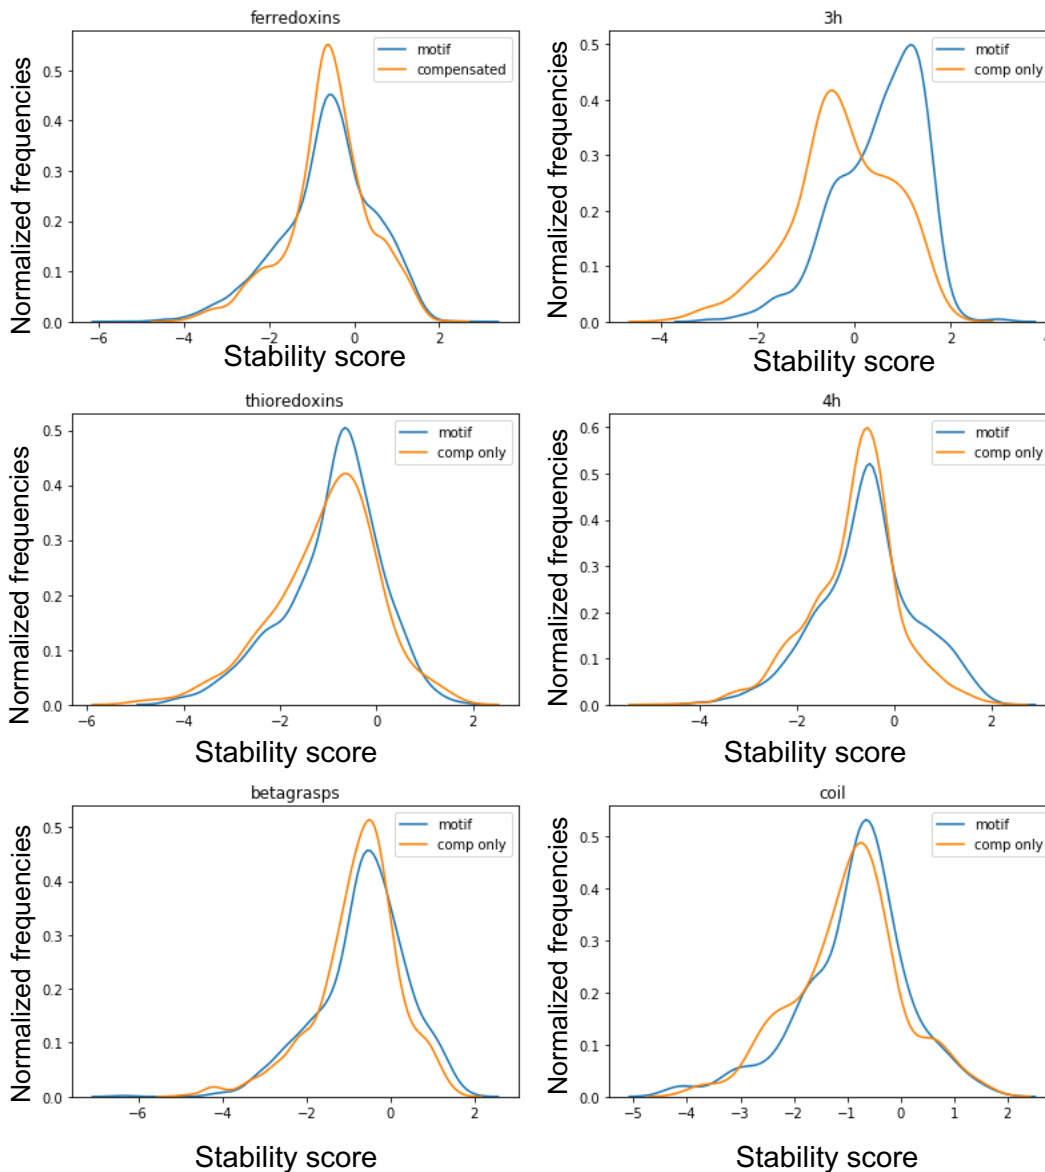 ferredoxins
Normalized frequencies
0.5
0.4
0.3
0.2
0.1
0.0
motif
compensated
−6
−4
−2
0
2
Stability score
3h
Normalized frequencies
0.5
0.4
0.3
0.2
0.1
0.0
motif
comp only
−4
−2
0
2
Stability score
thioredoxins
Normalized frequencies
0.5
0.4
0.3
0.2
0.1
0.0
motif
comp only
−6
−4
−2
0
2
Stability score
4h
Normalized frequencies
0.6
0.5
0.4
0.3
0.2
0.1
0.0
motif
comp only
−4
−2
0
2
Stability score
betagrasps
Normalized frequencies
0.5
0.4
0.3
0.2
0.1
0.0
motif
comp only
−6
−4
−2
0
2
Stability score
coil
Normalized frequencies
0.5
0.4
0.3
0.2
0.1
0.0
motif
comp only
−5
−4
−3
−2
−1
0
1
2
Stability score